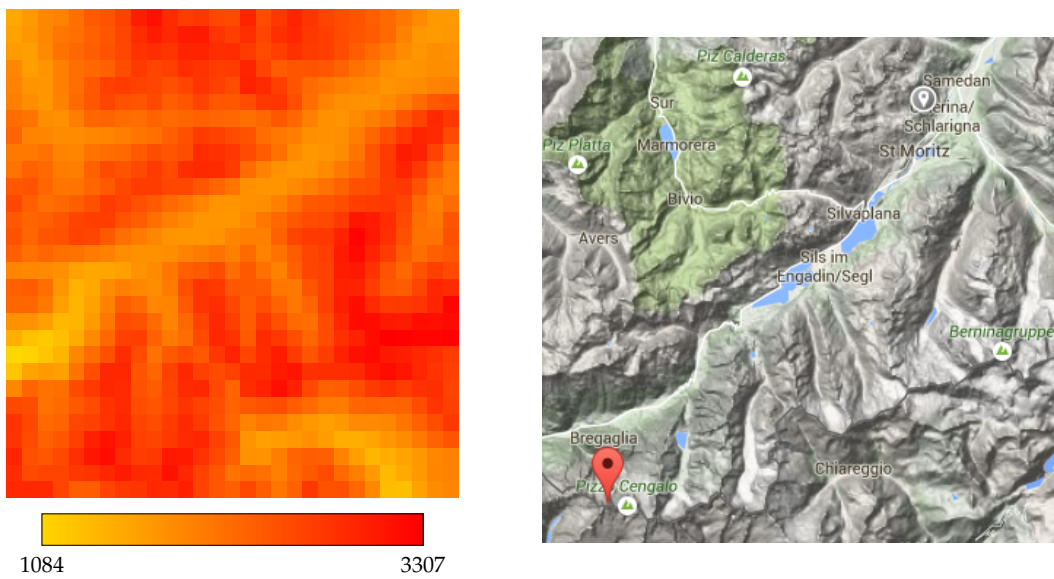 1084
3307
Piz Calderas
Samedan
Sur
erina/
Schlarigna
Marmorera
St Moritz
Piz Platta
Bivio
Silvaplana
Avers
Sils im
Engadin/Segl
Berninagruppe
Bregaglia
Chiareggio
Cengalo